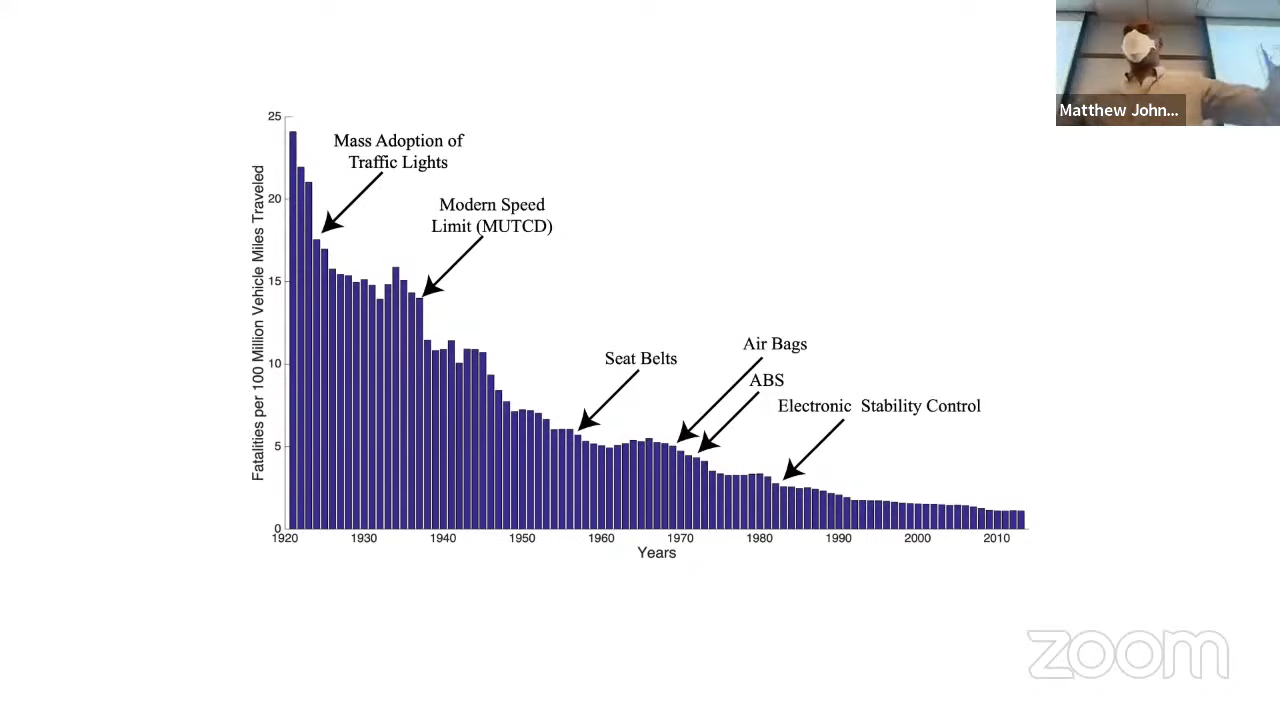 Matthew John...
25
Mass Adoption of
Traffic Lights
20
Modern Speed
Limit (MUTCD)
15
Fatalities per 100 Million Vehicle Miles Traveled
10
Seat Belts
Air Bags
ABS
Electronic Stability Control
5
0
1920 1930 1940 1950 1960 1970 1980 1990 2000 2010
Years
zoom